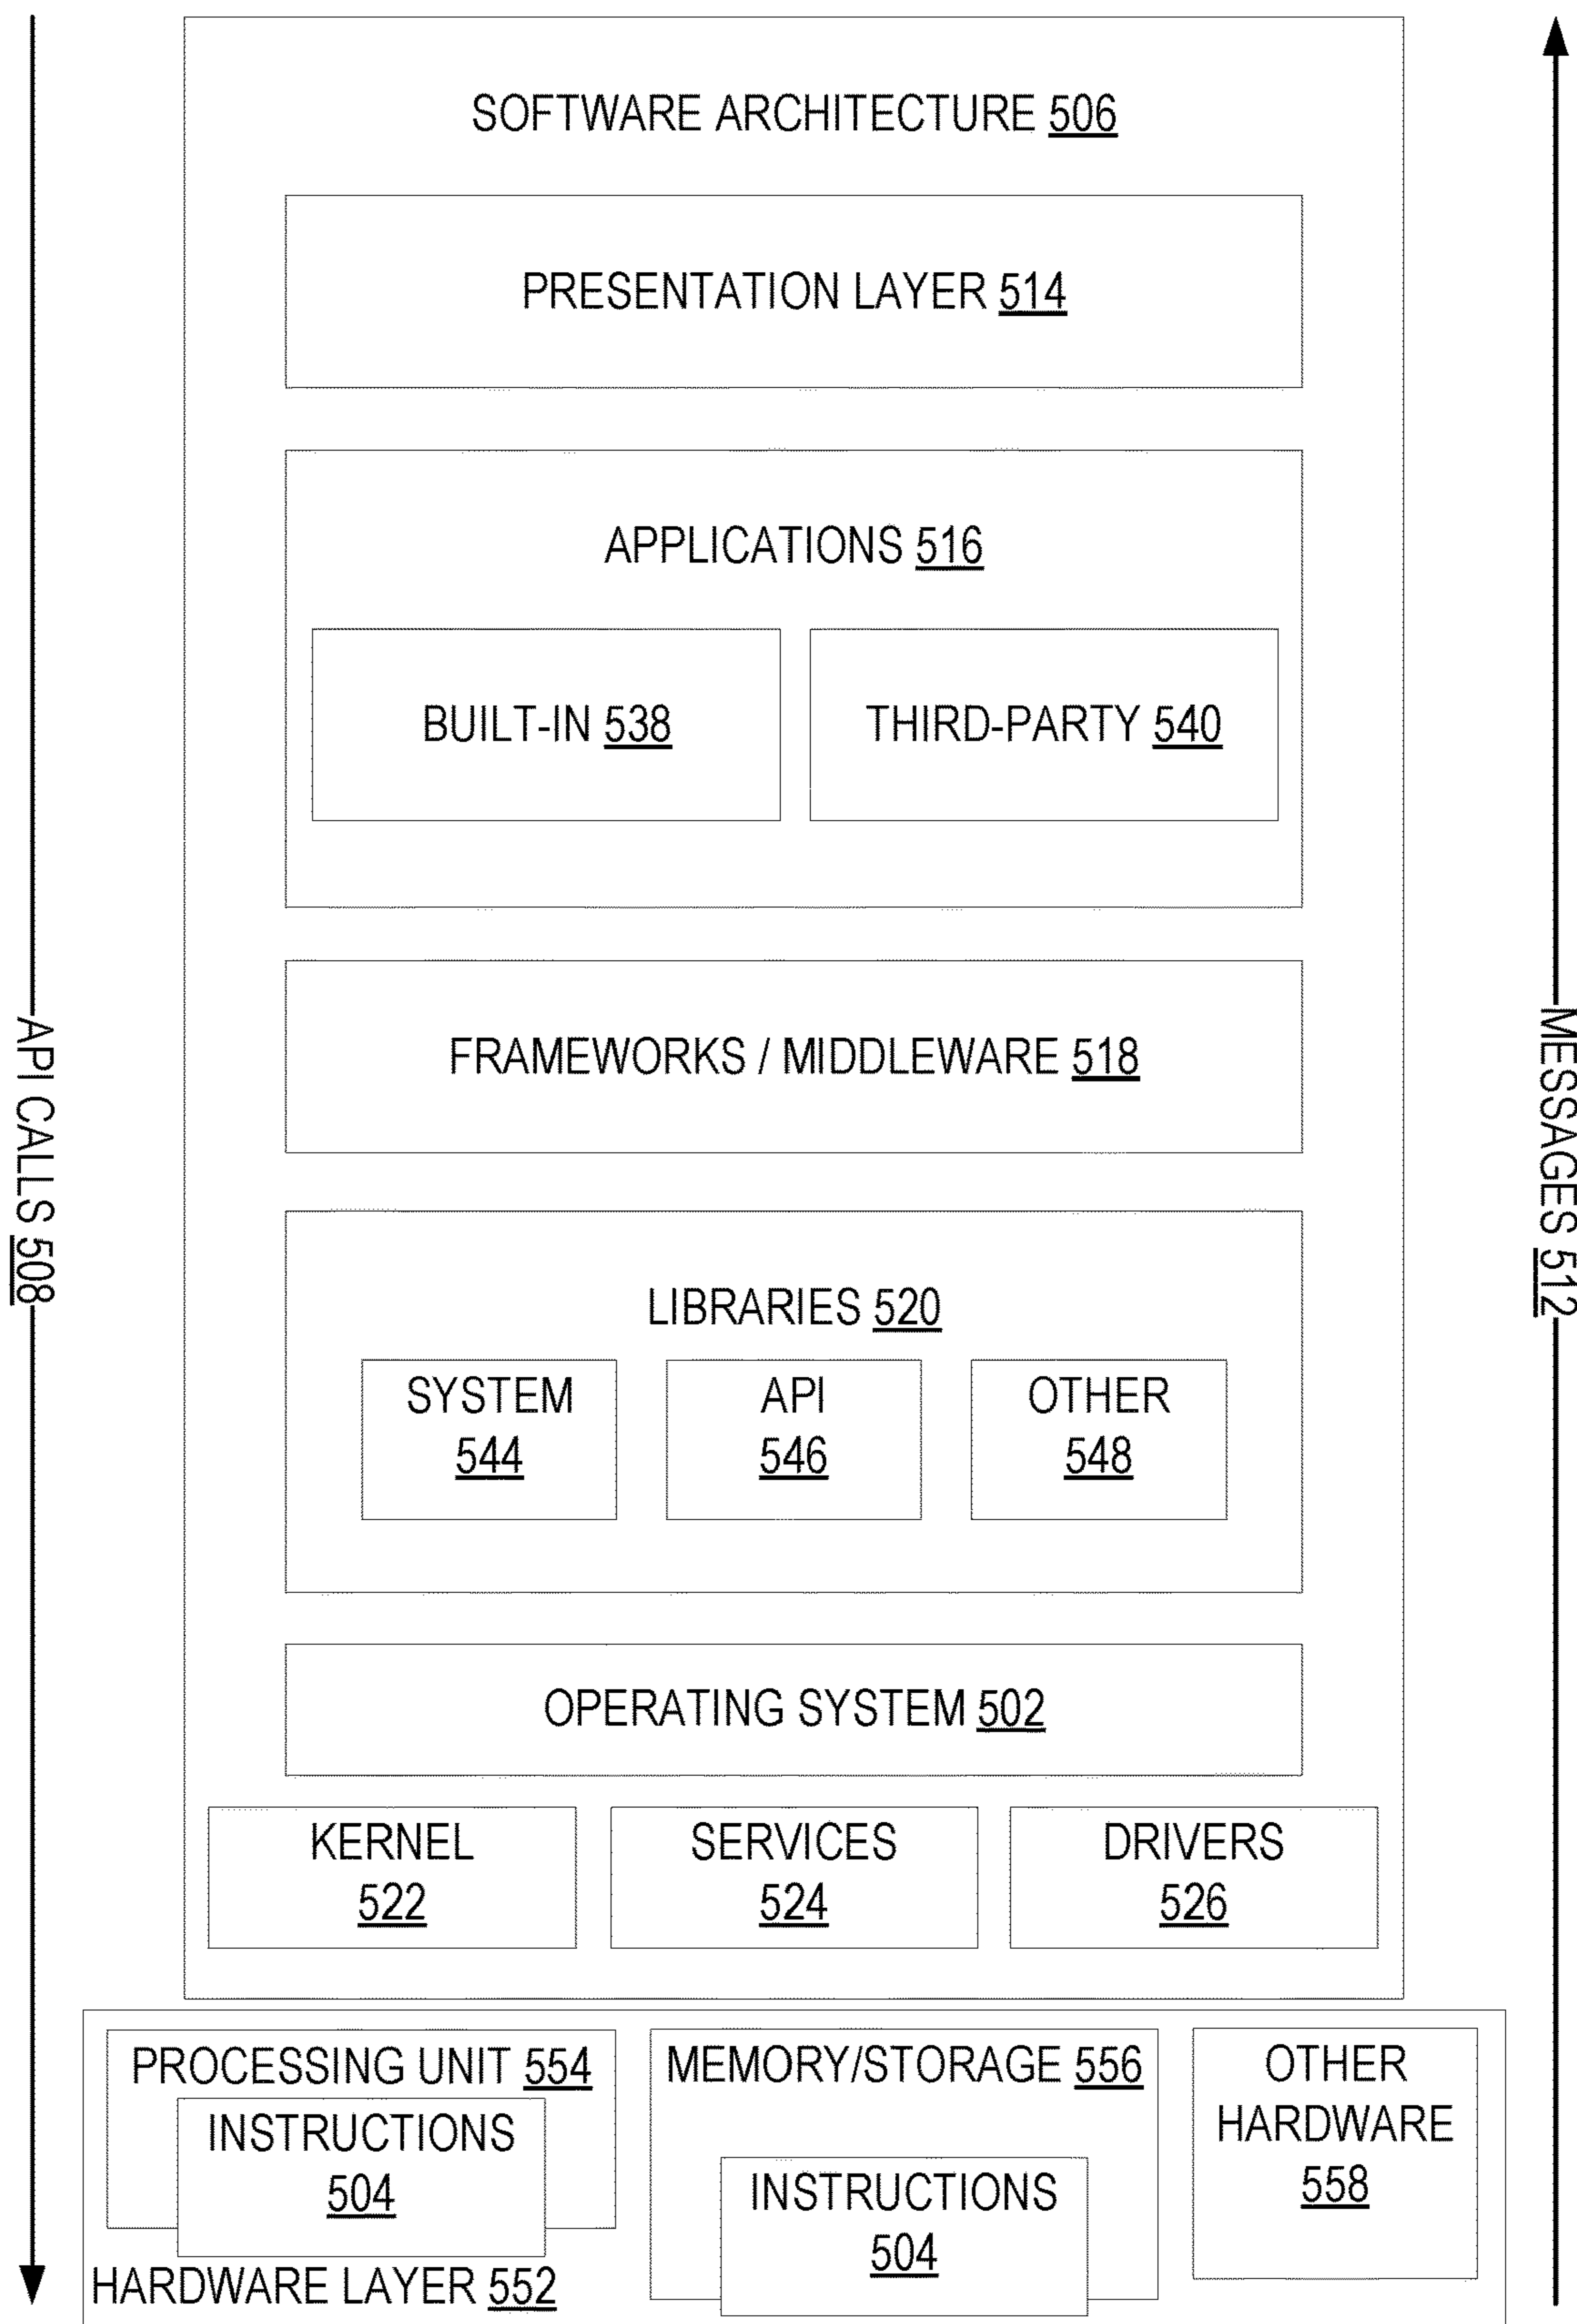 SOFTWARE ARCHITECTURE 506
PRESENTATION LAYER 514
APPLICATIONS 516
BUILT-IN 538
THIRD-PARTY 540
FRAMEWORKS / MIDDLEWARE 518
API CALLS 508
MESSAGES 512
LIBRARIES 520
SYSTEM
544
API
546
OTHER
548
OPERATING SYSTEM 502
KERNEL
522
SERVICES
524
DRIVERS
526
PROCESSING UNIT 554
INSTRUCTIONS
504
MEMORY/STORAGE 556
INSTRUCTIONS
504
OTHER
HARDWARE
558
HARDWARE LAYER 552